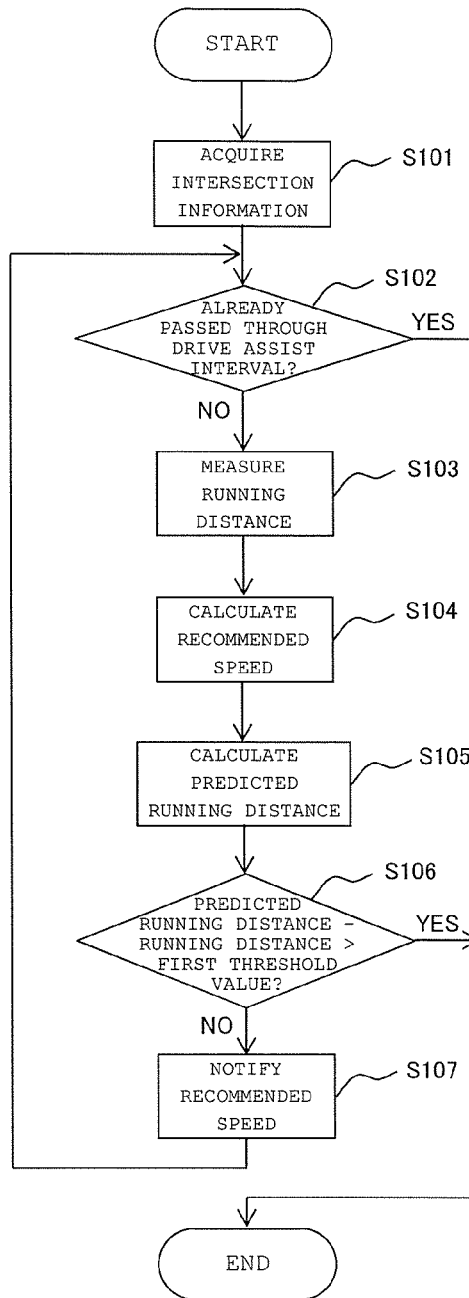 START
ACQUIRE
INTERSECTION
INFORMATION
S101
S102
ALREADY
PASSED THROUGH
DRIVE ASSIST
INTERVAL?
YES
NO
MEASURE
RUNNING
DISTANCE
S103
CALCULATE
RECOMMENDED
SPEED
S104
CALCULATE
PREDICTED
RUNNING DISTANCE
S105
S106
PREDICTED
RUNNING DISTANCE –
RUNNING DISTANCE >
FIRST THRESHOLD
VALUE?
YES
NO
NOTIFY
RECOMMENDED
SPEED
S107
END